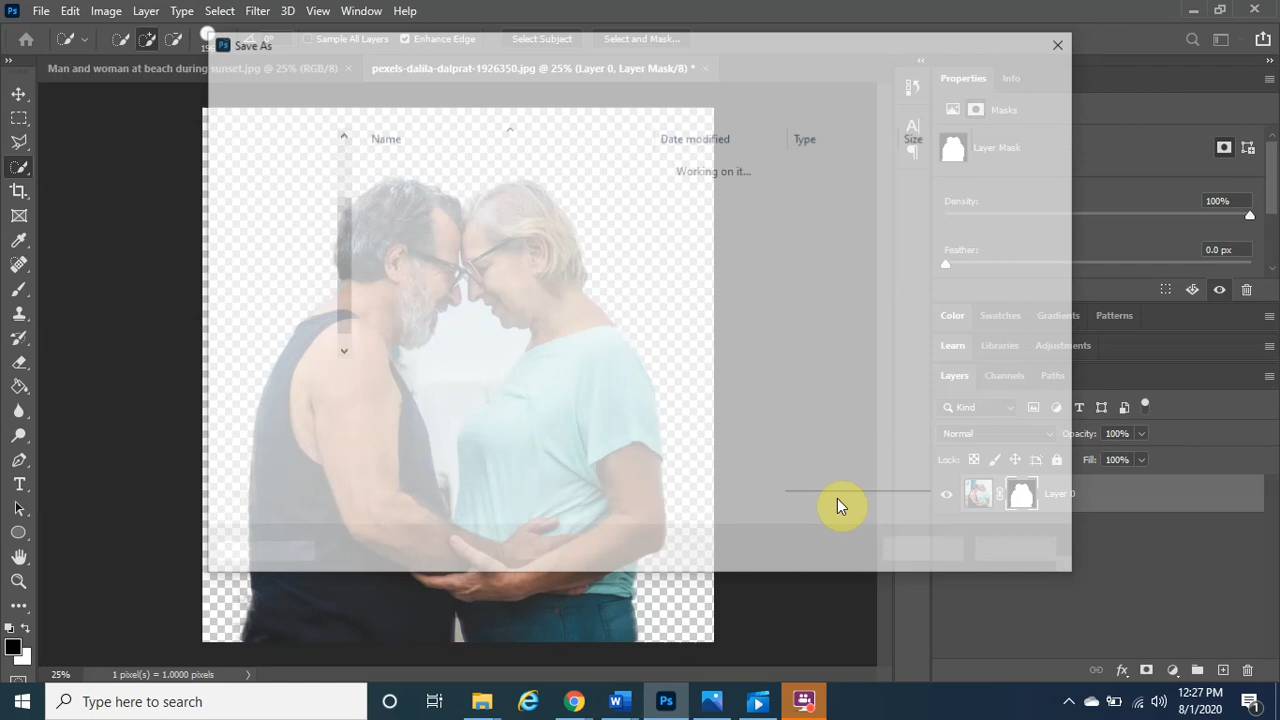 Ps File Edit Image Layer Type Select Filter 3D View Window Help
0° Sample All Layers Enhance Edge Select Subject Select and Mask...
Ps Save As
Man and woman at beach during sunset.jpg @ 25% (RGB/8) × pexels-dalila-dalprat-1926350.jpg @ 25% (Layer 0, Layer Mask/8) * ×
Properties Info
Masks
Name Date modified Type Size
Layer Mask
Working on it...
Density: 100%
Feather: 0.0 px
Color Swatches Gradients Patterns
Learn Libraries Adjustments
Layers Channels Paths
Kind
Normal Opacity: 100%
Lock: Fill: 100%
Layer 0
25% 1 pixel(s) = 1.0000 pixels
Type here to search
12:27 PM
8/1/2020